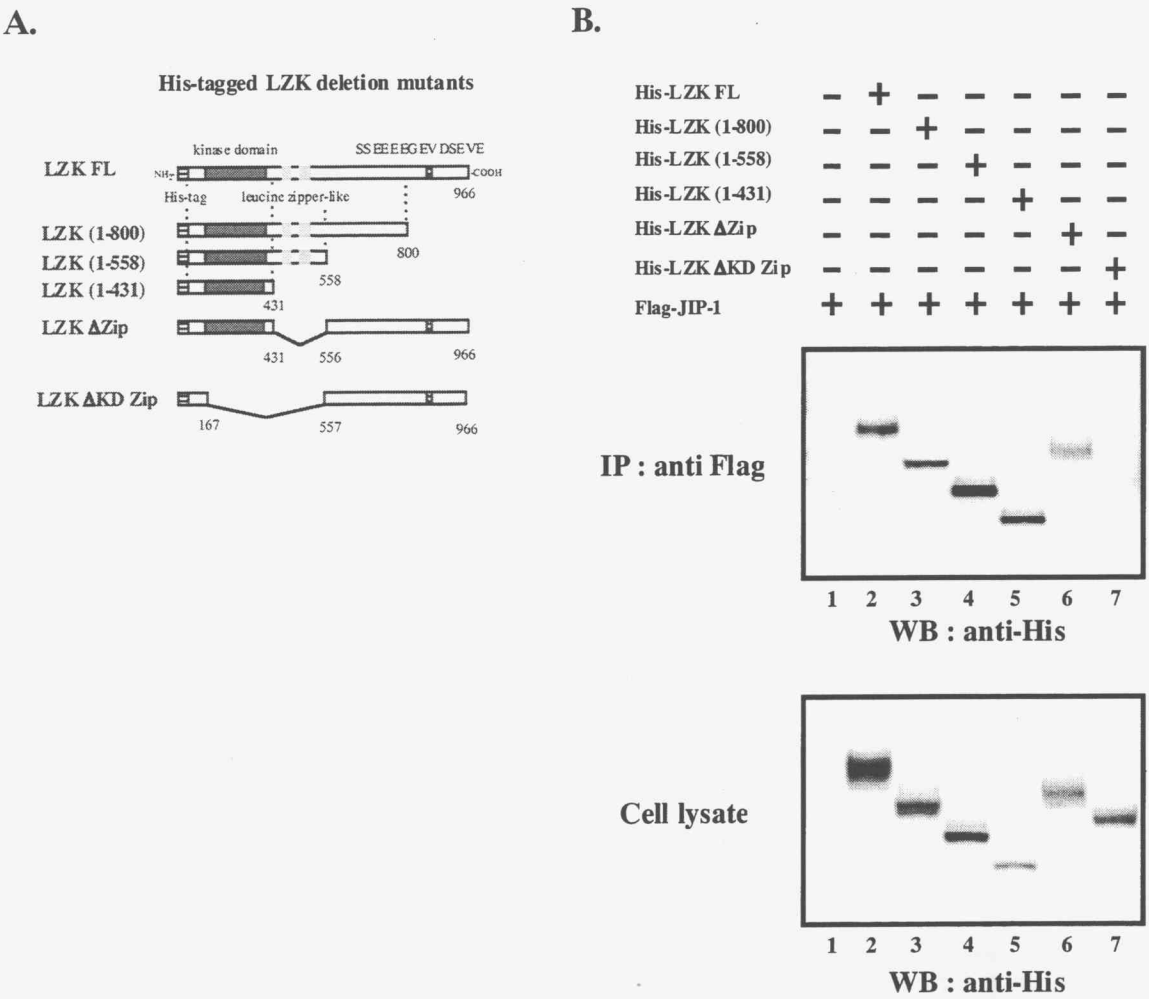 A.
His-tagged LZK deletion mutants
kinase domain
SSEEEEGEVDSEVE
LZK FL
NH2-
-COOH
His-tag
leucine zipper-like
966
LZK (1-800)
800
LZK (1-558)
558
LZK (1-431)
431
LZK ΔZip
431 556 966
LZK ΔKD Zip
167 557 966
B.
His-LZK FL − + − − − − −
His-LZK (1-800) − − + − − − −
His-LZK (1-558) − − − + − − −
His-LZK (1-431) − − − − + − −
His-LZK ΔZip − − − − − + −
His-LZK ΔKD Zip − − − − − − +
Flag-JIP-1 + + + + + + +
IP : anti Flag
1 2 3 4 5 6 7
WB : anti-His
Cell lysate
1 2 3 4 5 6 7
WB : anti-His